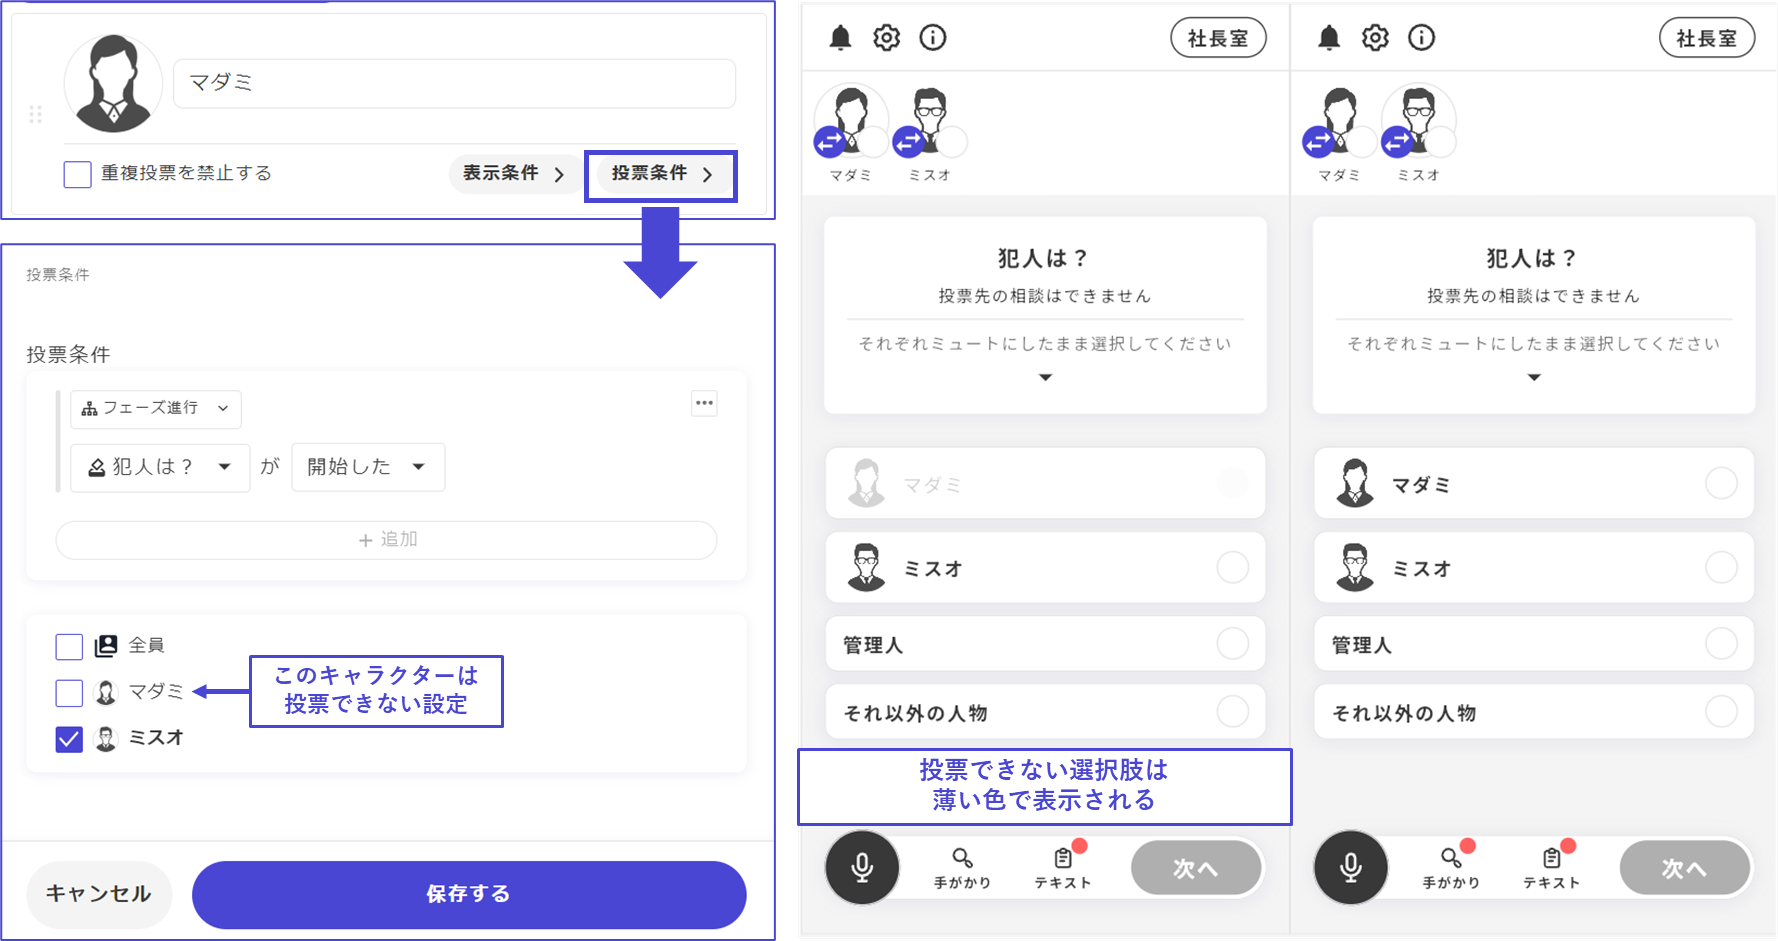 マダミ
重複投票を禁止する
表示条件
投票条件
投票条件
投票条件
フェーズ進行
犯人は？ が 開始した
+ 追加
全員
マダミ
ミスオ
このキャラクターは
投票できない設定
キャンセル
保存する
社長室
マダミ ミスオ
犯人は？
投票先の相談はできません
それぞれミュートにしたまま選択してください
マダミ
ミスオ
管理人
それ以外の人物
投票できない選択肢は
薄い色で表示される
手がかり
テキスト
次へ
社長室
マダミ ミスオ
犯人は？
投票先の相談はできません
それぞれミュートにしたまま選択してください
マダミ
ミスオ
管理人
それ以外の人物
手がかり
テキスト
次へ